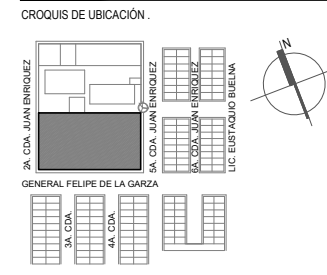 CROQUIS DE UBICACIÓN .
N
2A. CDA. JUAN ENRIQUEZ
5A. CDA. JUAN ENRIQUEZ
6A. CDA. JUAN ENRIQUEZ
LIC. EUSTAQUIO BUELNA
GENERAL FELIPE DE LA GARZA
3A. CDA.
4A. CDA.